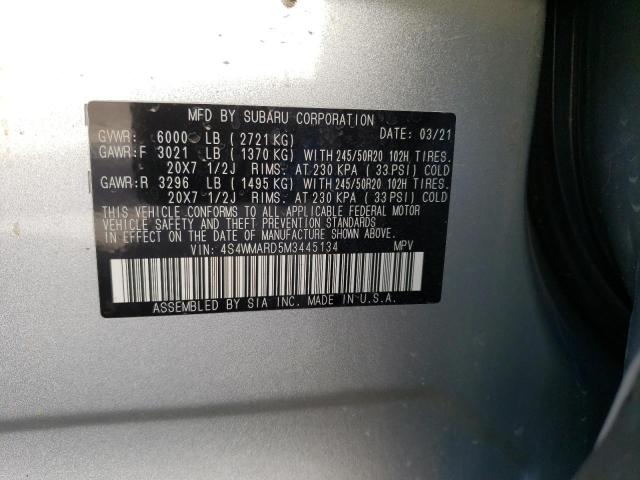 MFD BY SUBARU CORPORATION
GVWR: 6000 LB (2721KG) DATE: 03/21
GAWR:F 3021 LB (1370KG) WITH 245/50R20 102H TIRES.
20X7 1/2J RIMS. AT 230 KPA (33PSI) COLD
GAWR:R 3296 LB (1495KG) WITH 245/50R20 102H TIRES.
20X7 1/2J RIMS. AT 230 KPA (33PSI) COLD
THIS VEHICLE CONFORMS TO ALL APPLICABLE FEDERAL MOTOR
VEHICLE SAFETY AND THEFT PREVENTION STANDARDS
IN EFFECT ON THE DATE OF MANUFACTURE SHOWN ABOVE.
VIN: 4S4WMARD5M3445134 MPV
ASSEMBLED BY SIA INC. MADE IN U.S.A.